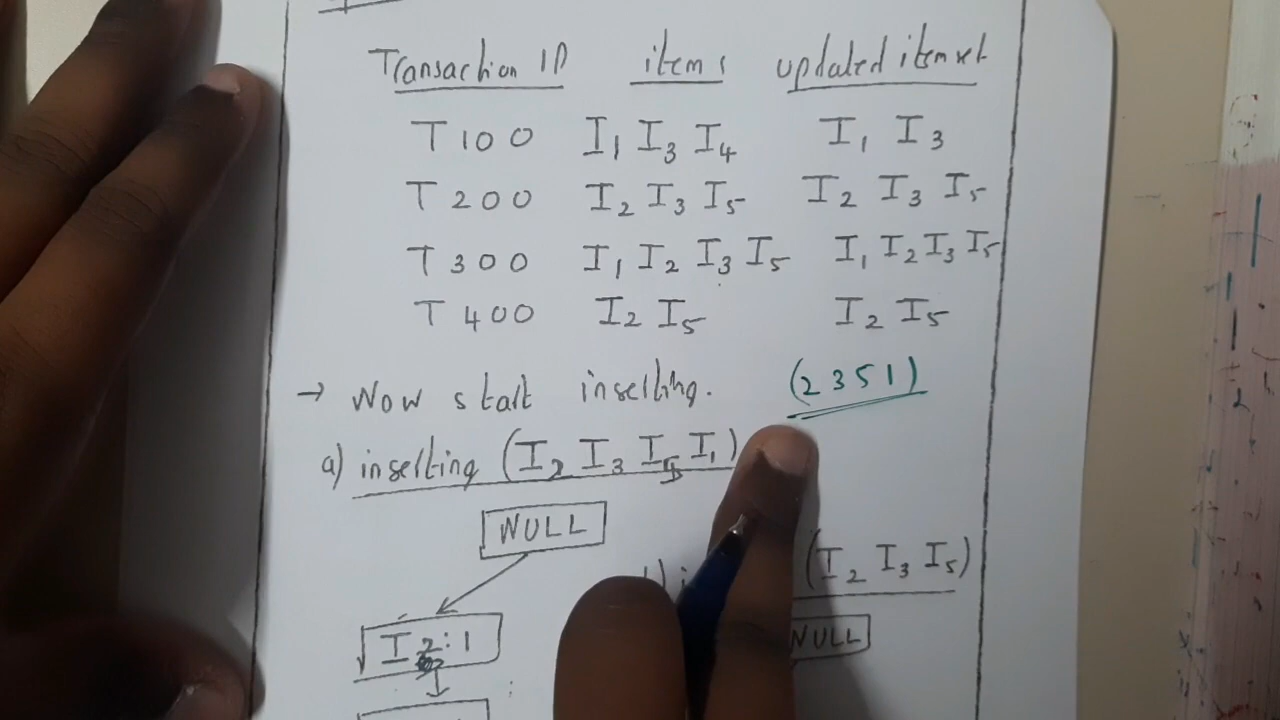 Transaction ID items updated itemset
T100 I1 I3 I4 I1 I3
T200 I2 I3 I5 I2 I3 I5
T300 I1 I2 I3 I5 I1 I2 I3 I5
T400 I2 I5 I2 I5
→ Now start inserting. (2351)
a) inserting (I2 I3 I5 I1)
NULL
(I2 I3 I5)
I2:1
NULL